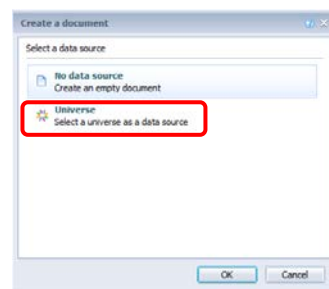 Create a document
Select a data source
No data source
Create an empty document
Universe
Select a universe as a data source
OK
Cancel